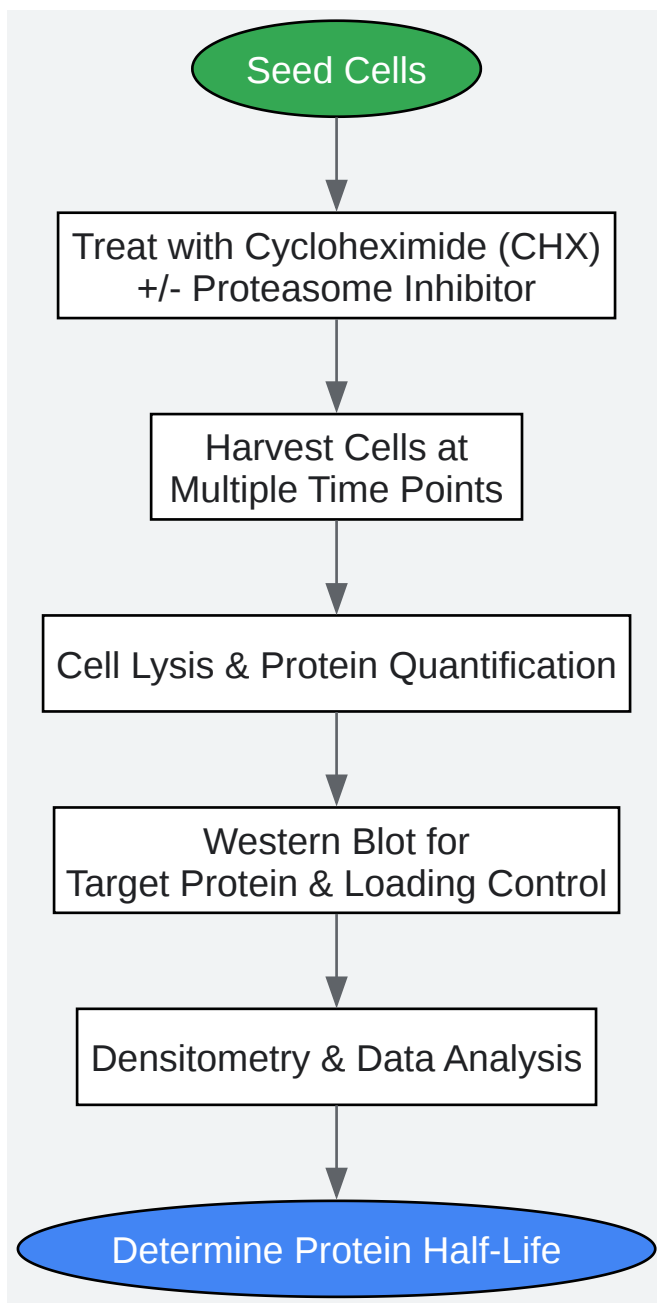 Seed Cells
Treat with Cycloheximide (CHX)
+/- Proteasome Inhibitor
Harvest Cells at
Multiple Time Points
Cell Lysis & Protein Quantification
Western Blot for
Target Protein & Loading Control
Densitometry & Data Analysis
Determine Protein Half-Life